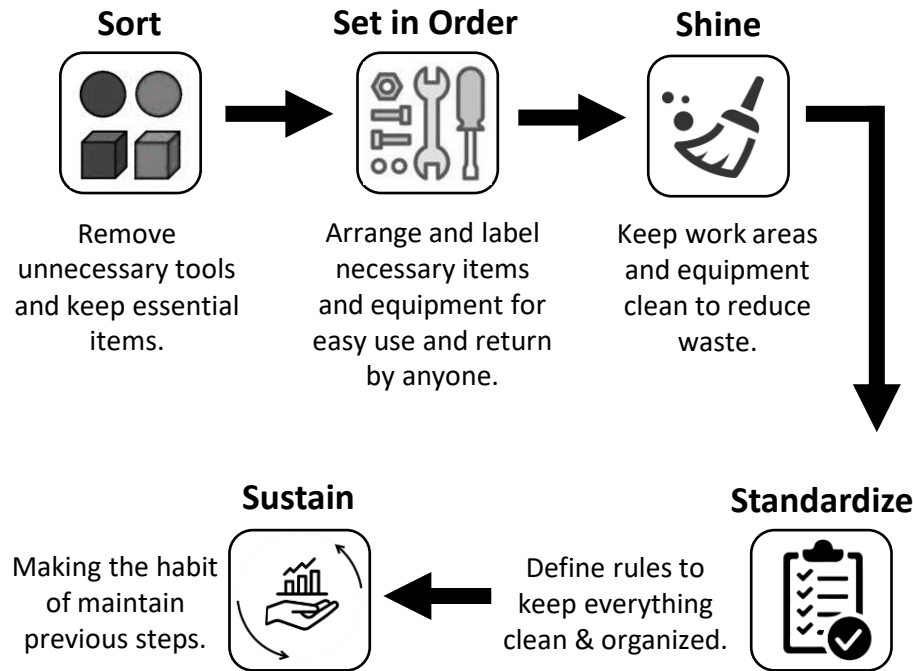 Sort
Set in Order
Shine
Remove
unnecessary tools
and keep essential
items.
Arrange and label
necessary items
and equipment for
easy use and return
by anyone.
Keep work areas
and equipment
clean to reduce
waste.
Standardize
Define rules to
keep everything
clean & organized.
Sustain
Making the habit
of maintain
previous steps.